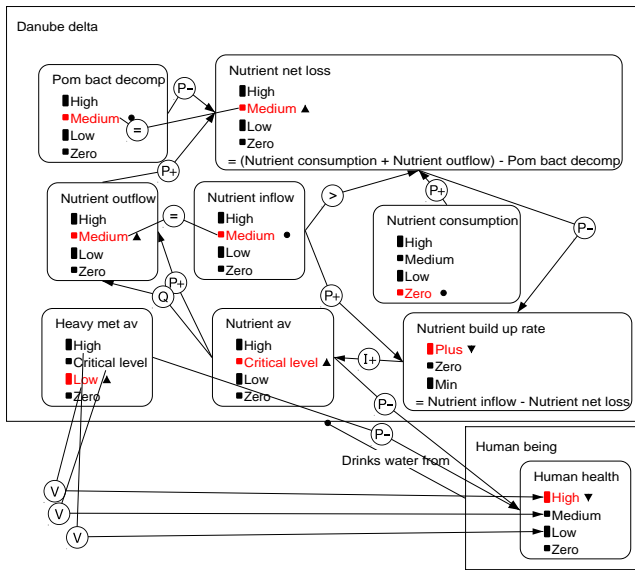 Danube delta
Pom bact decomp
High
Medium
Low
Zero
P-
=
Nutrient net loss
High
Medium
Low
Zero
= (Nutrient consumption + Nutrient outflow) - Pom bact decomp
P+
Nutrient outflow
High
Medium
Low
Zero
=
Nutrient inflow
High
Medium
Low
Zero
>
P+
Nutrient consumption
High
Medium
Low
Zero
P-
P+
Q
P+
Heavy met av
High
Critical level
Low
Zero
Nutrient av
High
Critical level
Low
Zero
I+
Nutrient build up rate
Plus
Zero
Min
= Nutrient inflow - Nutrient net loss
P-
P-
Drinks water from
Human being
Human health
High
Medium
Low
Zero
V
V
V